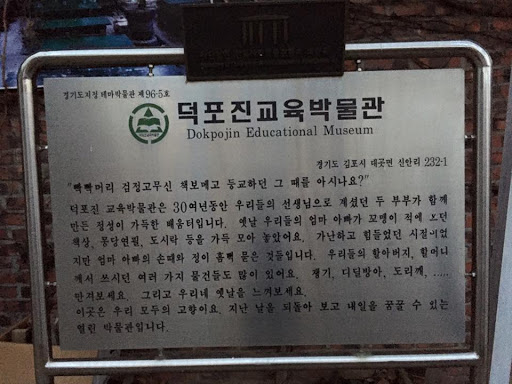 경기도지정 테마박물관 제96-5호
덕포진교육박물관
Dokpojin Educational Museum
경기도 김포시 대곶면 신안리 232-1
"빡빡머리 검정고무신 책보메고 등교하던 그 때를 아시나요?"
덕포진 교육박물관은 30여년동안 우리들의 선생님으로 계셨던 두 부부가 함께
만든 정성이 가득한 배움터입니다. 옛날 우리들의 엄마 아빠가 꼬맹이 적에 쓰던
책상, 몽당연필, 도시락 등을 가득 모아 놓았어요. 가난하고 힘들었던 시절이었
지만 엄마 아빠의 손때와 정이 흠뻑 묻은 것들입니다. 우리들의 할아버지, 할머니
께서 쓰시던 여러 가지 물건들도 많이 있어요. 쟁기, 디딜방아, 도리깨, .....
만져보세요. 그리고 우리네 옛날을 느껴보세요.
이곳은 우리 모두의 고향이요. 지난 날을 되돌아 보고 내일을 꿈꿀 수 있는
열린 박물관입니다.